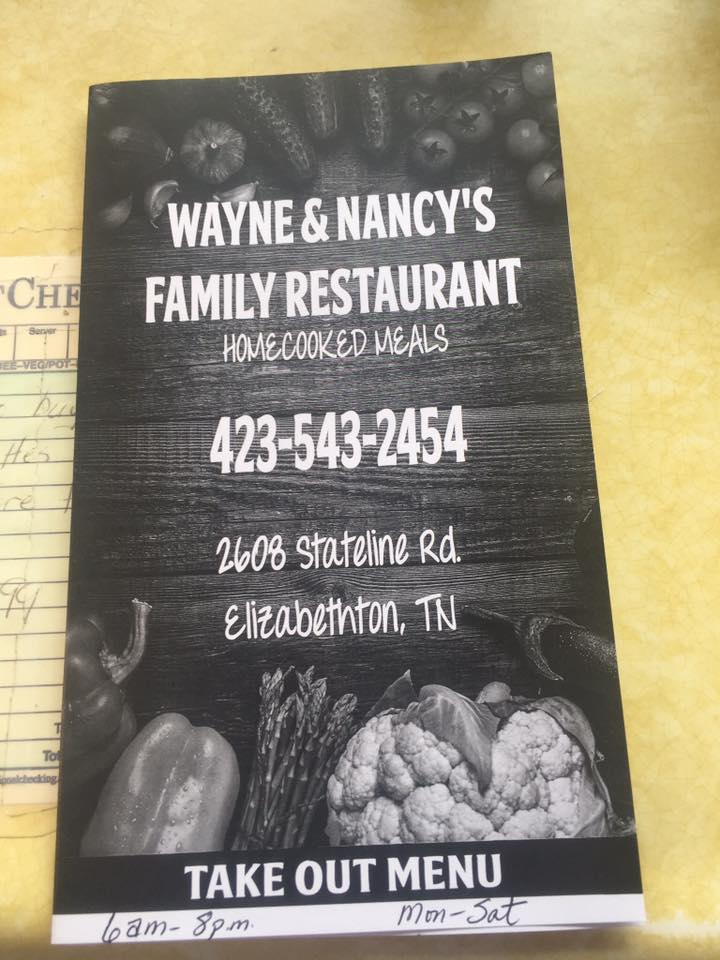 WAYNE & NANCY'S
FAMILY RESTAURANT
HOMECOOKED MEALS
423-543-2454
2608 Stateline Rd.
Elizabethton, TN
TAKE OUT MENU
6am- 8p.m. Mon-Sat
Server